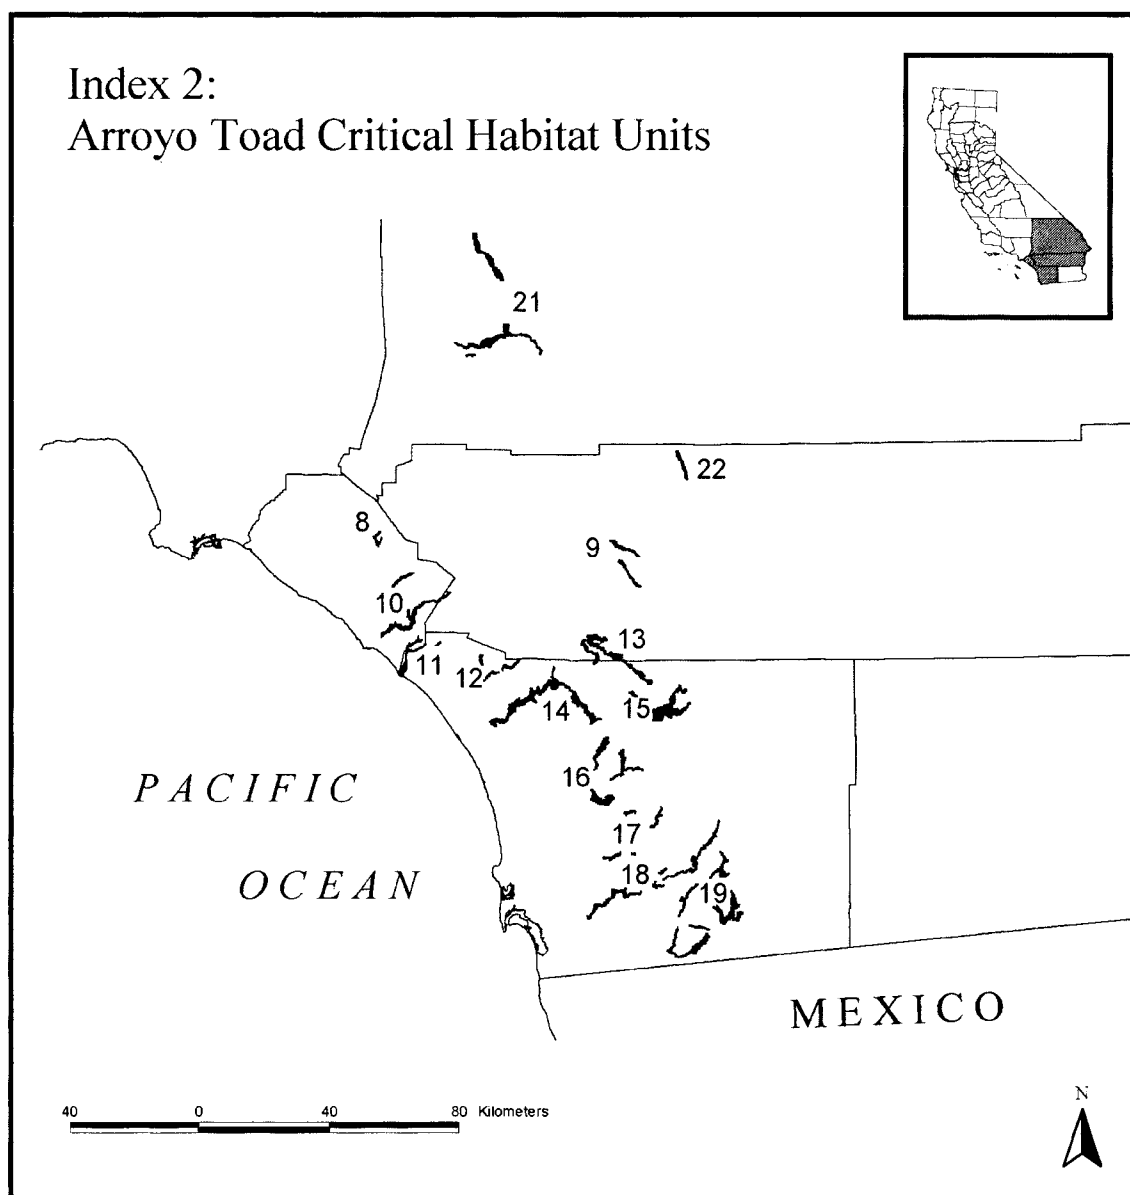 Index 2:
Arroyo Toad Critical Habitat Units
21
22
8
9
10
13
11
12
14
15
16
17
18
19
PACIFIC
OCEAN
MEXICO
40 0 40 80 Kilometers
N